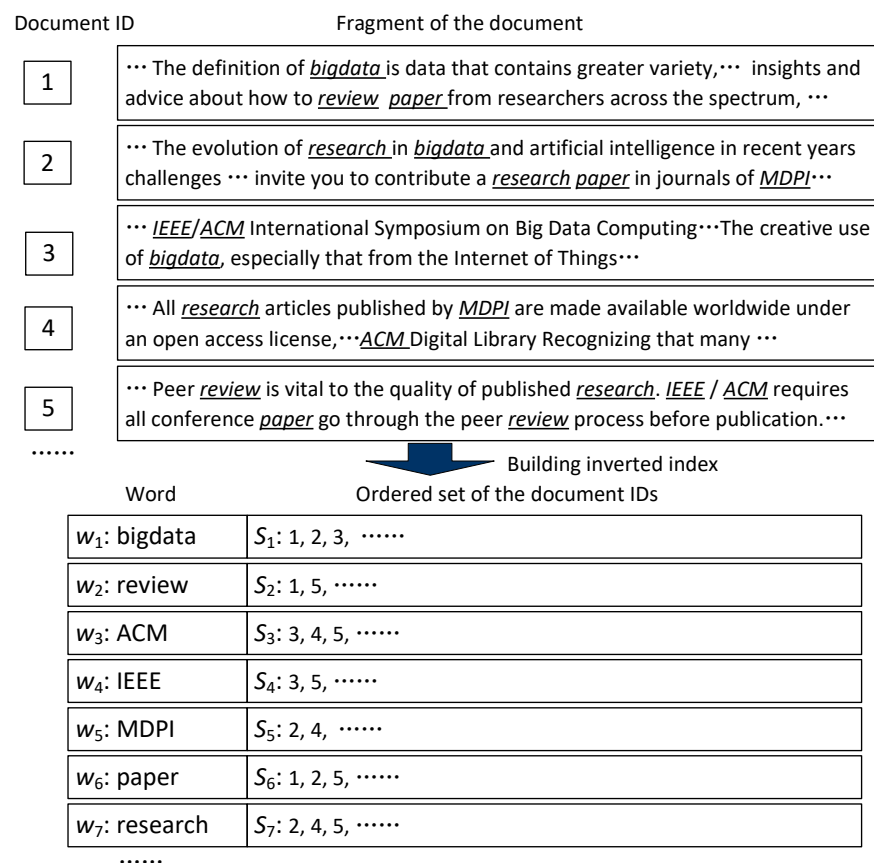 Document ID Fragment of the document
1
··· The definition of bigdata is data that contains greater variety,··· insights and
advice about how to review paper from researchers across the spectrum, ···
2
··· The evolution of research in bigdata and artificial intelligence in recent years
challenges ··· invite you to contribute a research paper in journals of MDPI···
3
··· IEEE/ACM International Symposium on Big Data Computing···The creative use
of bigdata, especially that from the Internet of Things···
4
··· All research articles published by MDPI are made available worldwide under
an open access license,···ACM Digital Library Recognizing that many ···
5
··· Peer review is vital to the quality of published research. IEEE / ACM requires
all conference paper go through the peer review process before publication.···
······
Building inverted index
Word Ordered set of the document IDs
w1: bigdata S1: 1, 2, 3, ······
w2: review S2: 1, 5, ······
w3: ACM S3: 3, 4, 5, ······
w4: IEEE S4: 3, 5, ······
w5: MDPI S5: 2, 4, ······
w6: paper S6: 1, 2, 5, ······
w7: research S7: 2, 4, 5, ······
······